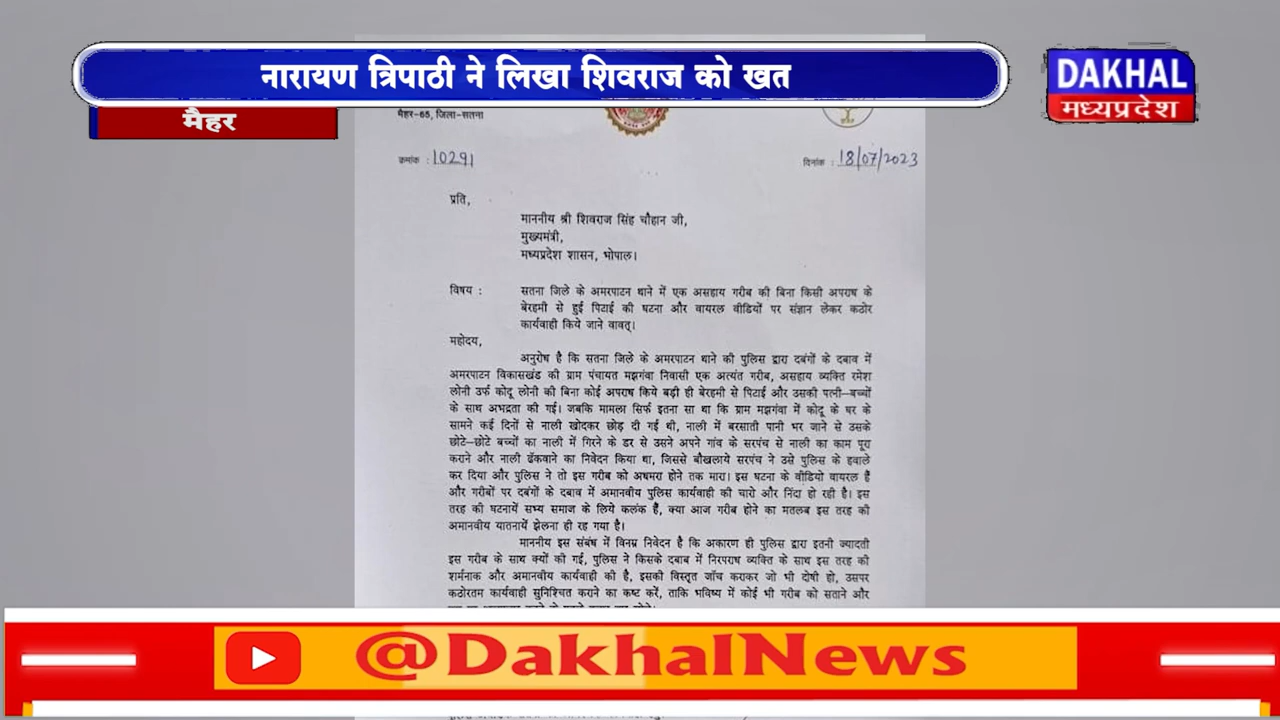 नारायण त्रिपाठी ने लिखा शिवराज को खत
DAKHAL
मध्यप्रदेश
मैहर
मैहर-65, जिला-सतना
क्रमांक : 10291
दिनांक : 18/07/2023
प्रति,
माननीय श्री शिवराज सिंह चौहान जी,
मुख्यमंत्री,
मध्यप्रदेश शासन, भोपाल।
विषय : सतना जिले के अमरपाटन थाने में एक असहाय गरीब की बिना किसी अपराध के
बेरहमी से हुई पिटाई की घटना और वायरल वीडियों पर संज्ञान लेकर कठोर
कार्यवाही किये जाने वावत्।
महोदय,
अनुरोध है कि सतना जिले के अमरपाटन थाने की पुलिस द्वारा दबंगों के दबाव में
अमरपाटन विकासखंड की ग्राम पंचायत मझगंवा निवासी एक अत्यंत गरीब, असहाय व्यक्ति रमेश
लोनी उर्फ कोदू लोनी की बिना कोई अपराध किये बड़ी ही बेरहमी से पिटाई और उसकी पत्नी-बच्चों
के साथ अभद्रता की गई। जबकि मामला सिर्फ इतना सा था कि ग्राम मझगंवा में कोदू के घर के
सामने कई दिनों से नाली खोदकर छोड़ दी गई थी, नाली में बरसाती पानी भर जाने से उसके
छोटे-छोटे बच्चों का नाली में गिरने के डर से उसने अपने गांव के सरपंच से नाली का काम पूरा
कराने और नाली ढॅकवाने का निवेदन किया था, जिससे बौखलाये सरपंच ने उसे पुलिस के हवाले
कर दिया और पुलिस ने तो इस गरीब को अधमरा होने तक मारा। इस घटना के वीडियो वायरल हैं
और गरीबों पर दबंगों के दबाव में अमानवीय पुलिस कार्यवाही की चारो और निंदा हो रही है। इस
तरह की घटनायें सभ्य समाज के लिये कलंक हैं, क्या आज गरीब होने का मतलब इस तरह की
अमानवीय यातनायें झेलना ही रह गया है।
माननीय इस संबंध में विनम्र निवेदन है कि अकारण ही पुलिस द्वारा इतनी ज्यादती
इस गरीब के साथ क्यों की गई, पुलिस ने किसके दबाव में निरपराध व्यक्ति के साथ इस तरह की
शर्मनाक और अमानवीय कार्यवाही की है, इसकी विस्तृत जाँच कराकर जो भी दोषी हो, उसपर
कठोरतम कार्यवाही सुनिश्चित कराने का कष्ट करें, ताकि भविष्य में कोई भी गरीब को सताने और
@DakhalNews